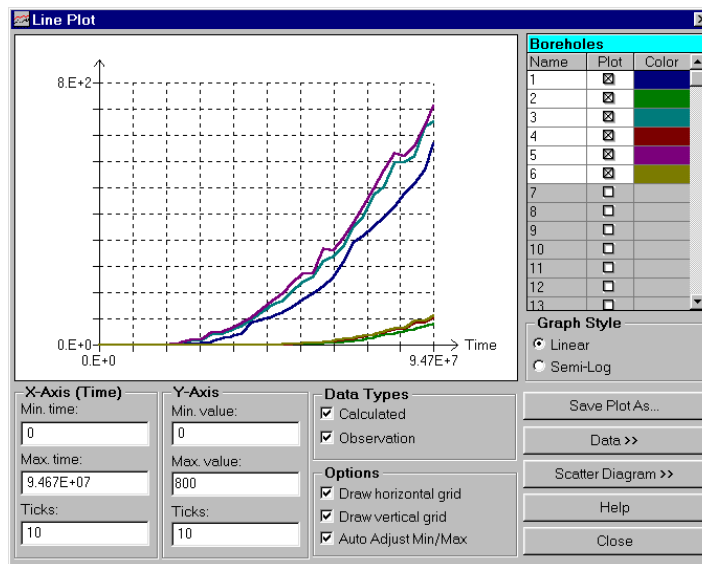 Line Plot
8.E+2
0.E+0
0.E+0
9.47E+7
Time
Boreholes
Name Plot Color
1
2
3
4
5
6
7
8
9
10
11
12
13
Graph Style
Linear
Semi-Log
X-Axis (Time)
Min. time:
0
Max. time:
9.467E+07
Ticks:
10
Y-Axis
Min. value:
0
Max. value:
800
Ticks:
10
Data Types
Calculated
Observation
Options
Draw horizontal grid
Draw vertical grid
Auto Adjust Min/Max
Save Plot As...
Data >>
Scatter Diagram >>
Help
Close